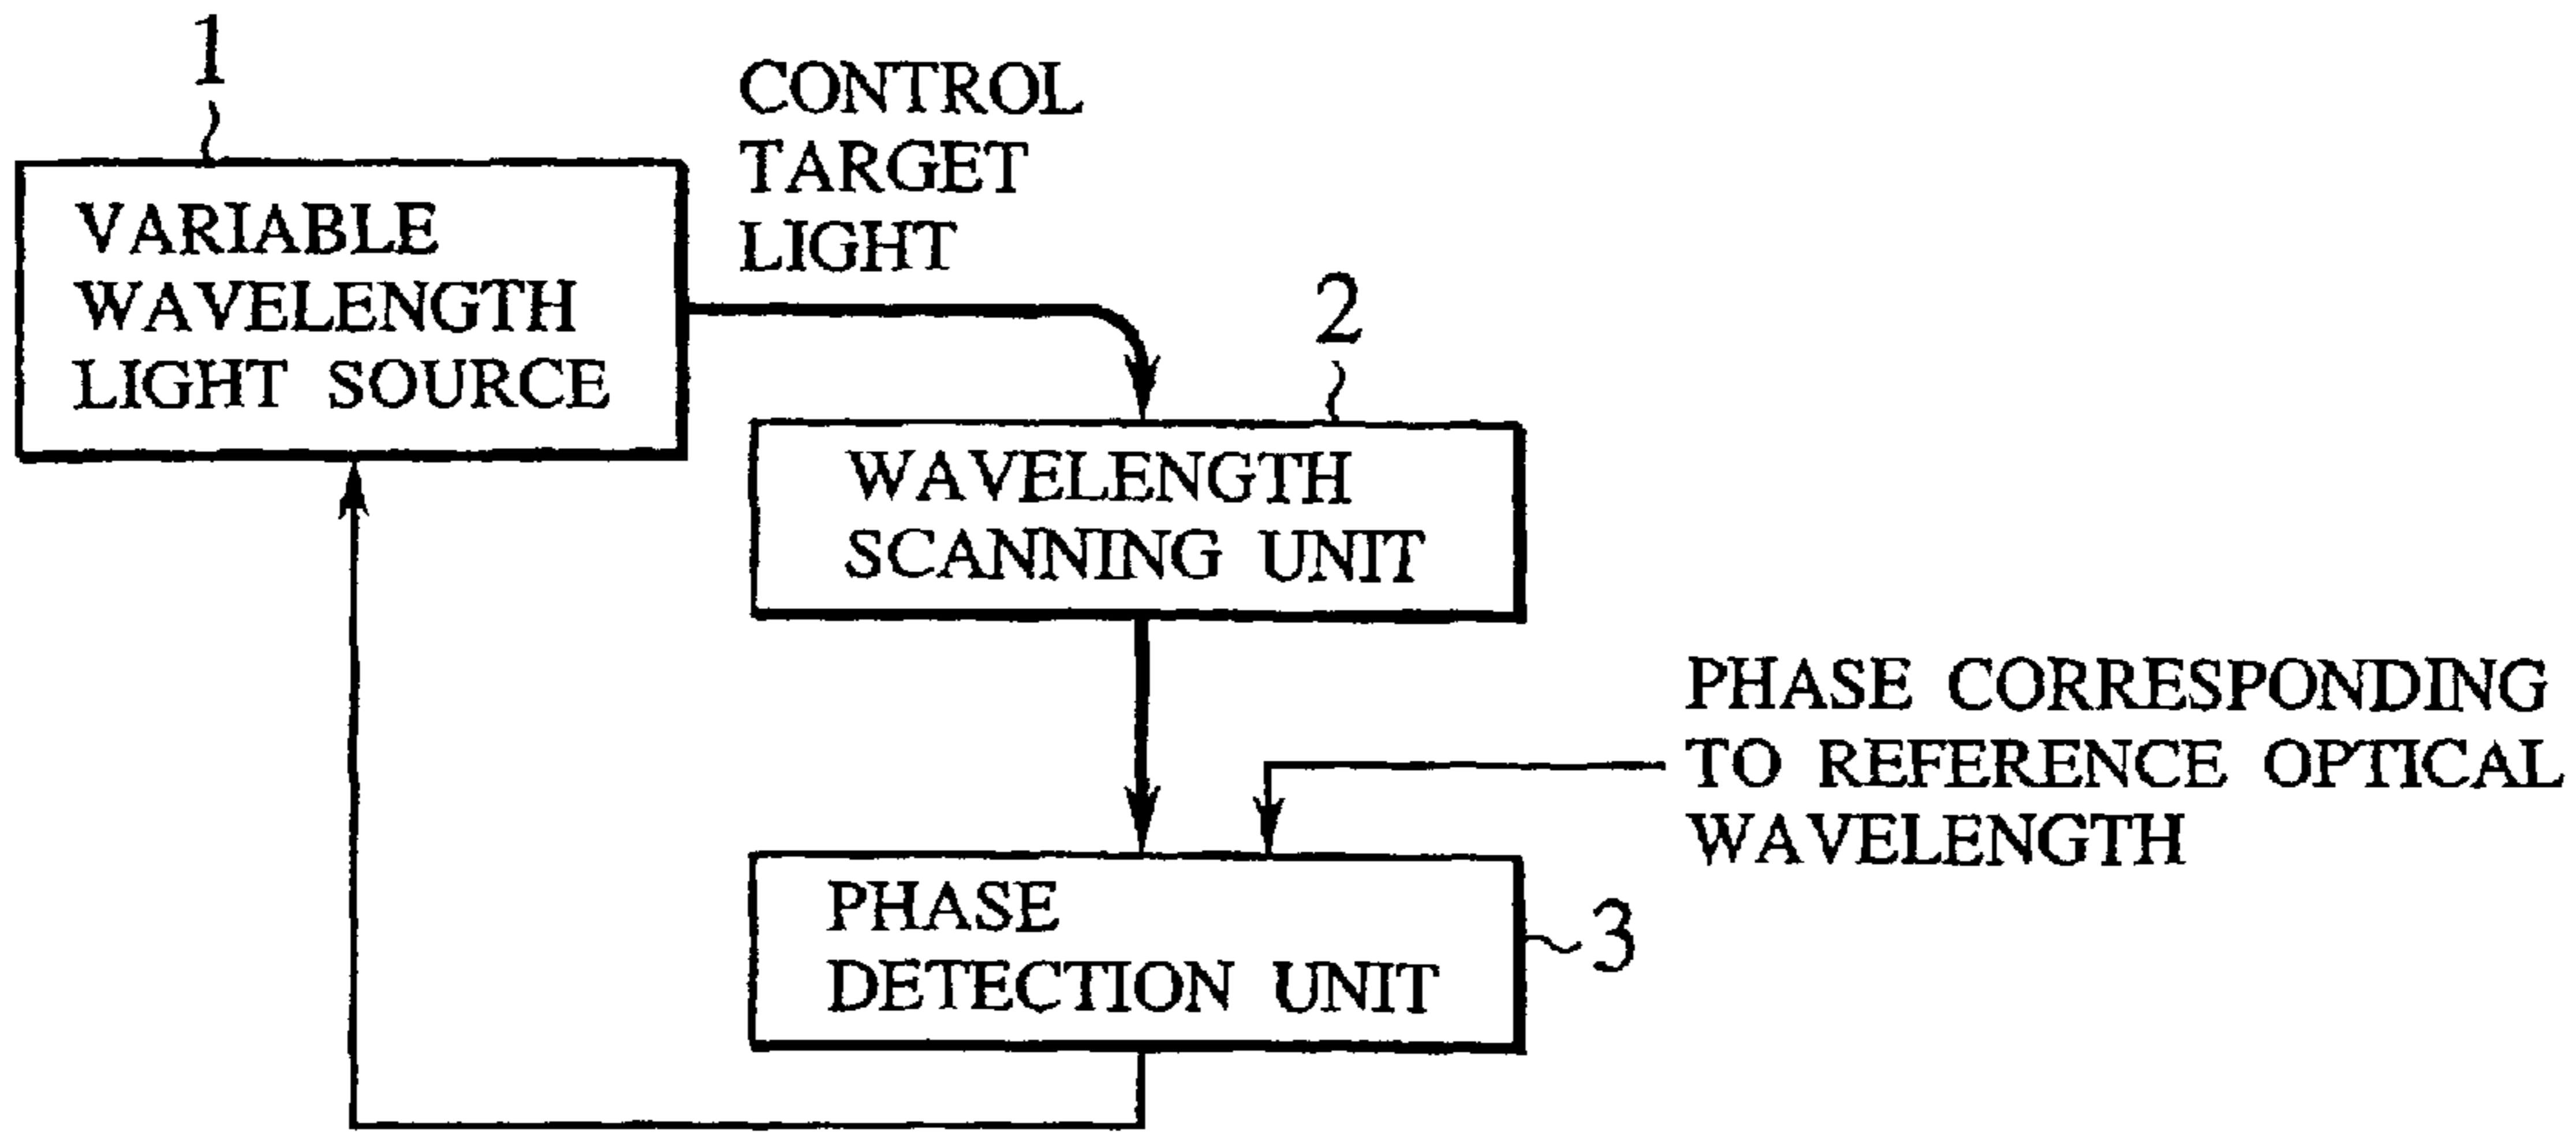 1
CONTROL
TARGET
LIGHT
VARIABLE
WAVELENGTH
LIGHT SOURCE
2
WAVELENGTH
SCANNING UNIT
PHASE CORRESPONDING
TO REFERENCE OPTICAL
WAVELENGTH
PHASE
DETECTION UNIT
3